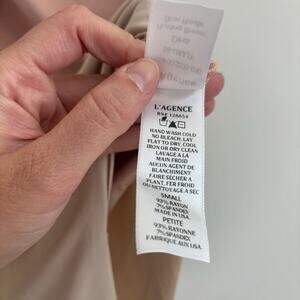 L'AGENCE
RN# 128654
HAND WASH COLD
NO BLEACH, LAY
FLAT TO DRY, COOL
IRON OR DRY CLEAN
LAVAGE A LA
MAIN FROID
AUCUN AGENT DE
BLANCHIMENT
FAIRE SÉCHER A
PLANT, FER FROID
OU NETTOYAGE A SEC
SMALL
93% RAYON
7% SPANDEX
MADE IN USA.
PETITE
93% RAYONNE
7% SPANDEX
FABRIQUE AUX USA.